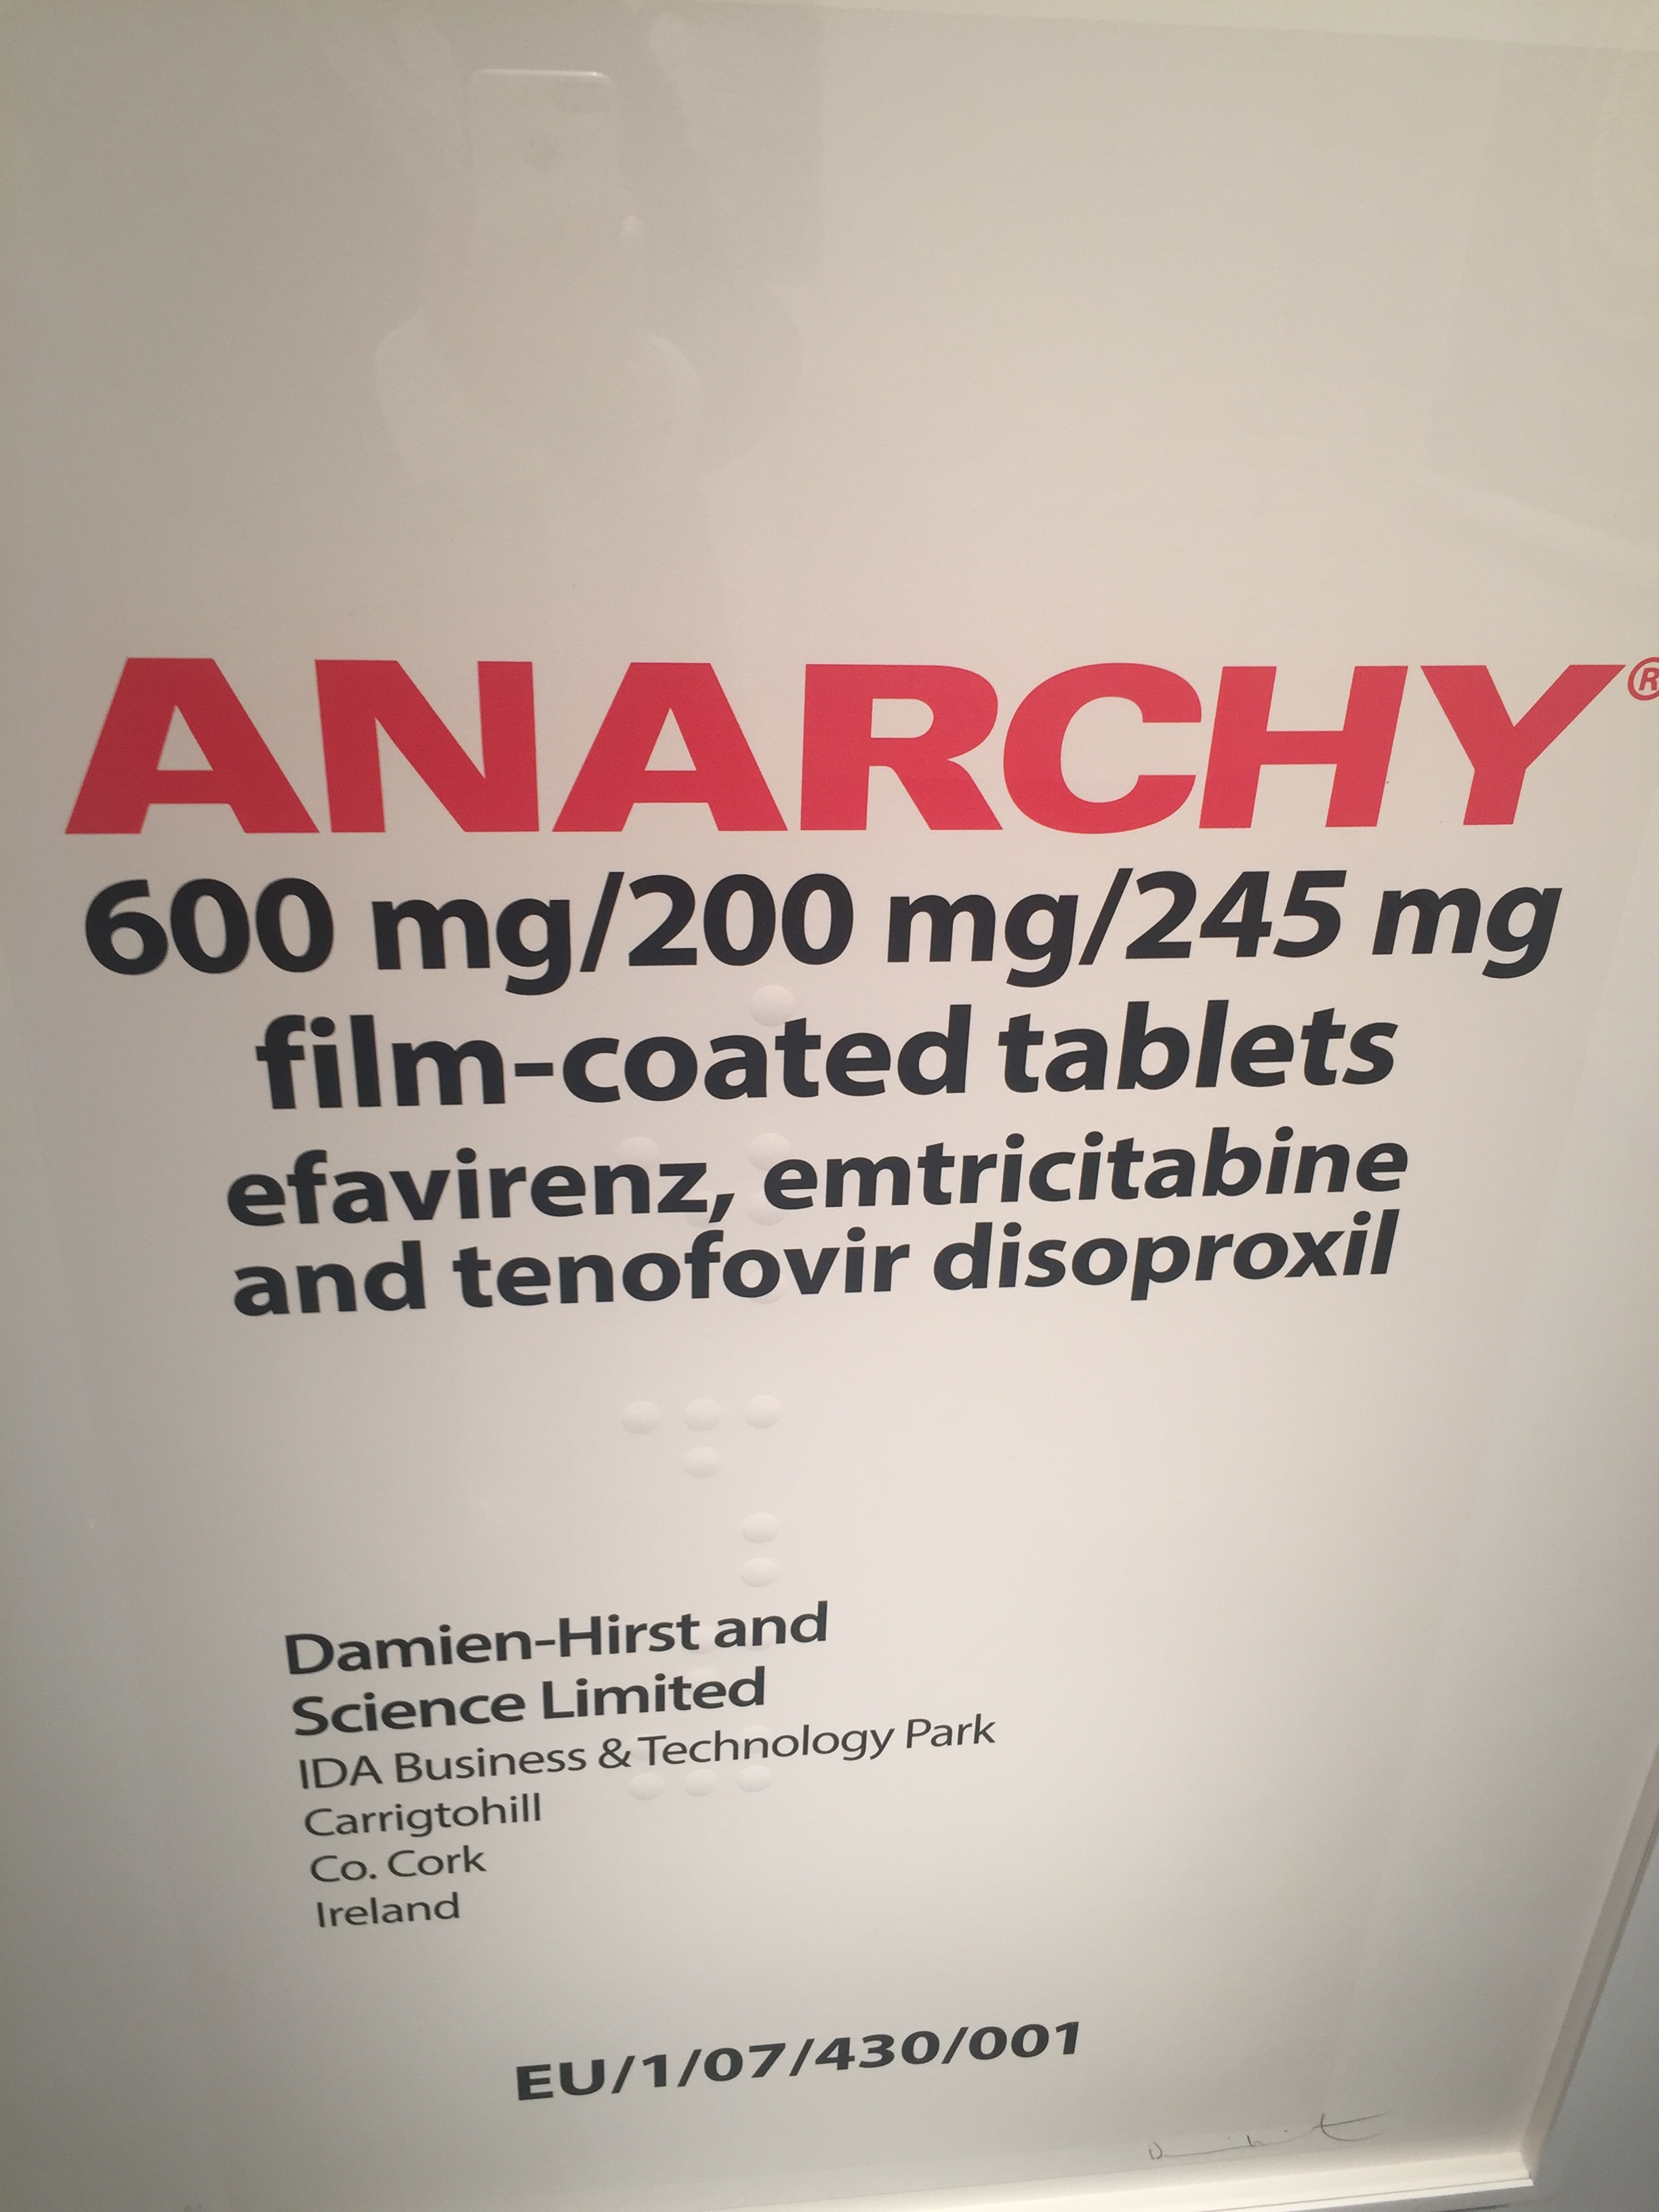 ANARCHY®
600 mg/200 mg/245 mg
film-coated tablets
efavirenz, emtricitabine
and tenofovir disoproxil
Damien-Hirst and
Science Limited
IDA Business & Technology Park
Carrigtohill
Co. Cork
Ireland
EU/1/07/430/001